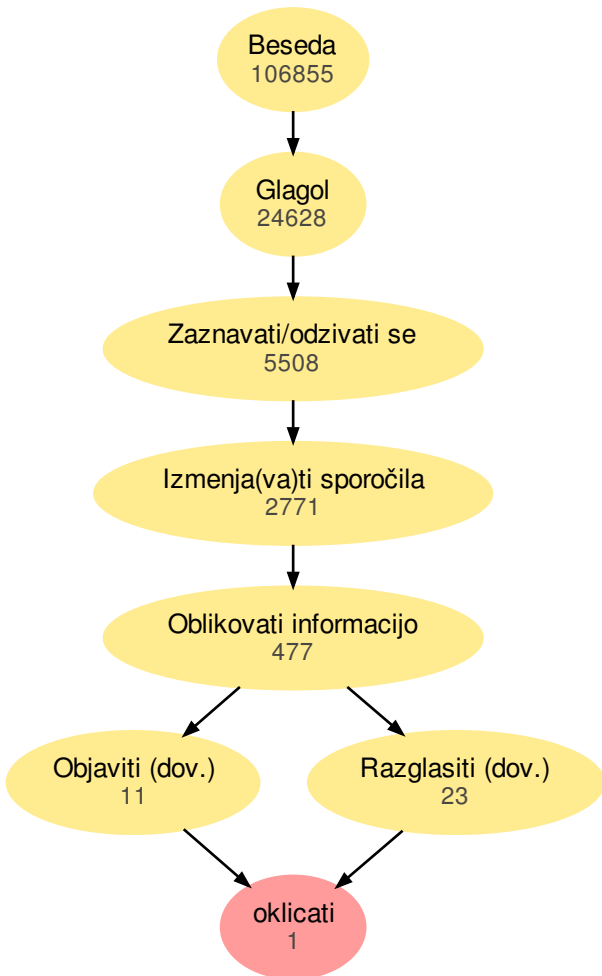 Beseda
106855
Glagol
24628
Zaznavati/odzivati se
5508
Izmenja(va)ti sporočila
2771
Oblikovati informacijo
477
Objaviti (dov.)
11
Razglasiti (dov.)
23
oklicati
1